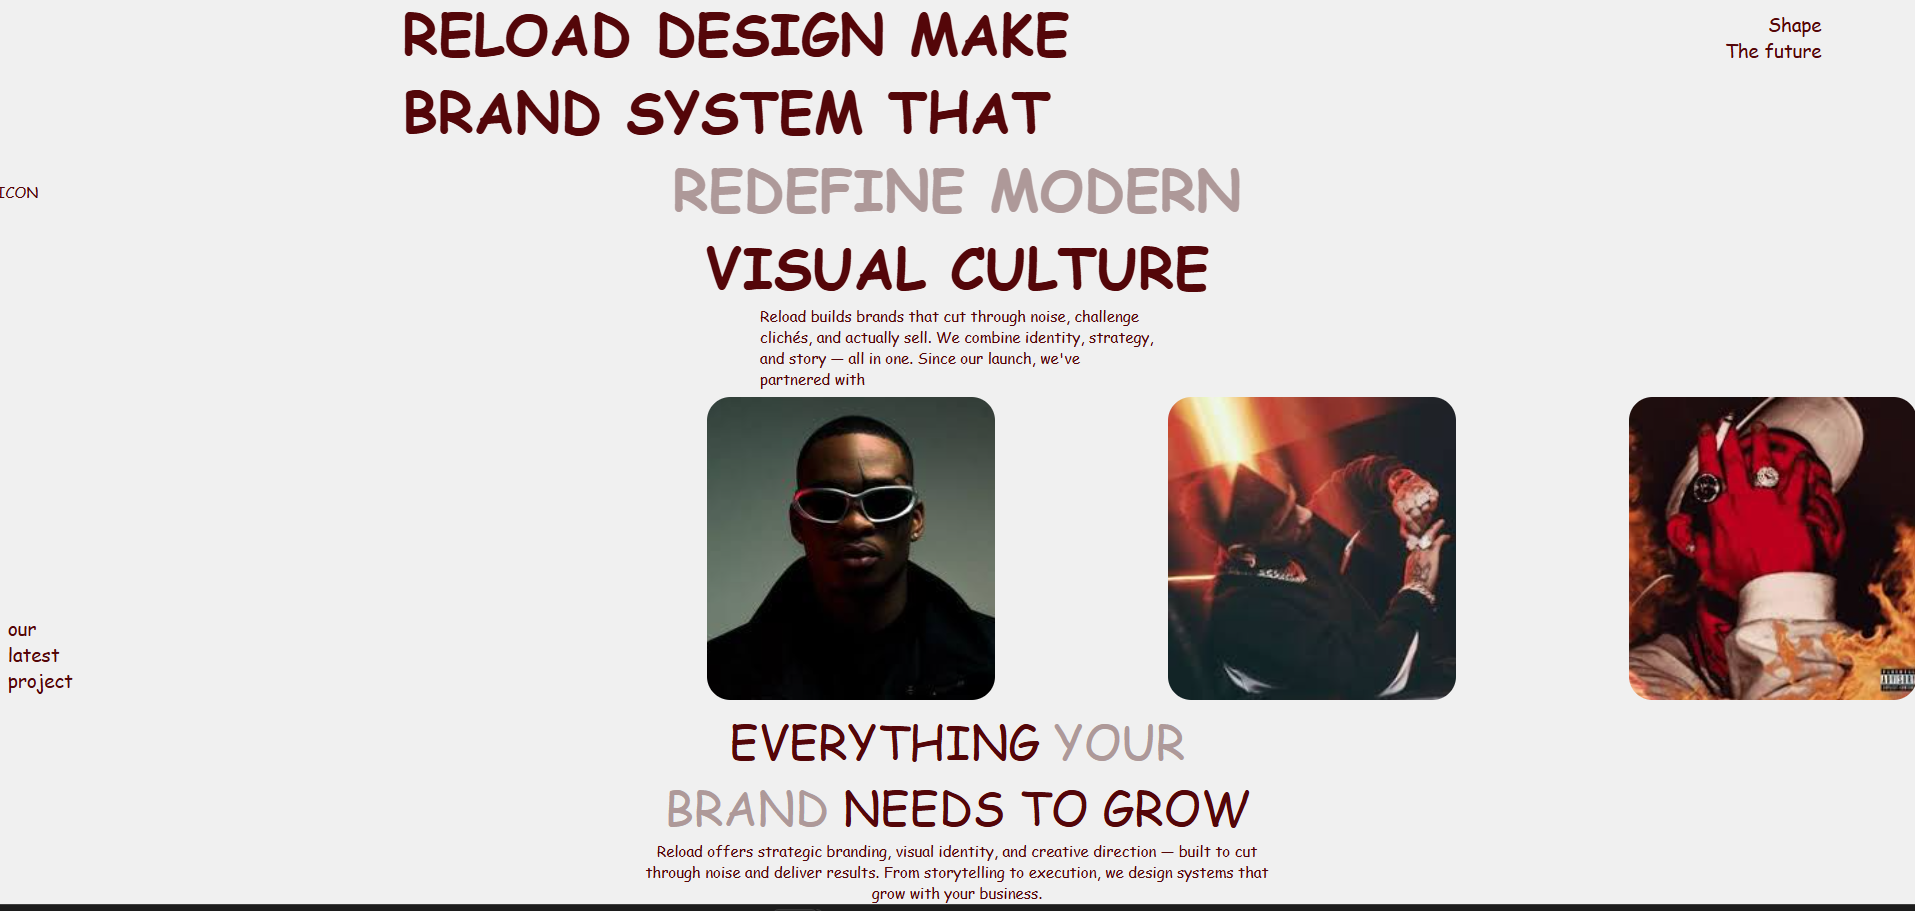 RELOAD DESIGN MAKE
BRAND SYSTEM THAT
REDEFINE MODERN
VISUAL CULTURE
Shape
The future
ICON
Reload builds brands that cut through noise, challenge
clichés, and actually sell. We combine identity, strategy,
and story — all in one. Since our launch, we've
partnered with
our
latest
project
EVERYTHING YOUR
BRAND NEEDS TO GROW
Reload offers strategic branding, visual identity, and creative direction — built to cut
through noise and deliver results. From storytelling to execution, we design systems that
grow with your business.